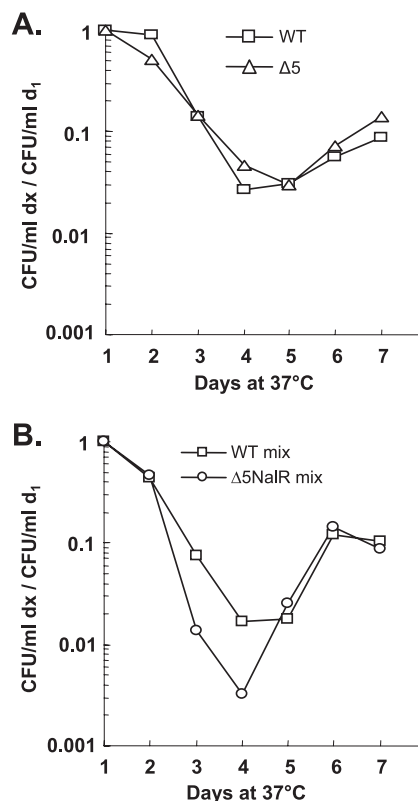 A.
WT
Δ5
CFU/ml dx / CFU/ml d₁
1
0.1
0.01
0.001
1 2 3 4 5 6 7
Days at 37°C
B.
WT mix
Δ5NalR mix
CFU/ml dx / CFU/ml d₁
1
0.1
0.01
0.001
1 2 3 4 5 6 7
Days at 37°C